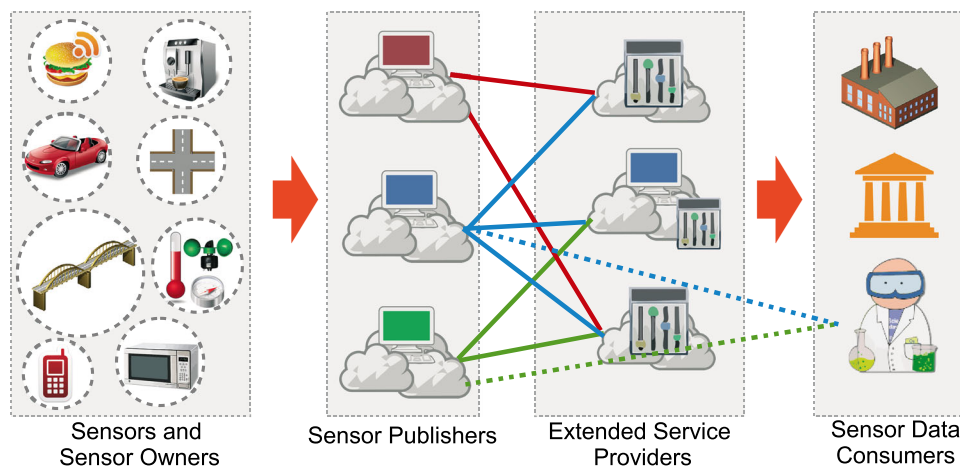 Sensors and
Sensor Owners
Sensor Publishers
Extended Service
Providers
Sensor Data
Consumers